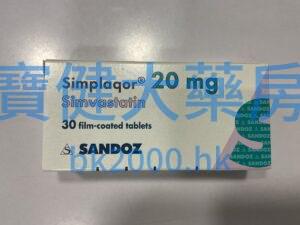 Simplaqor® 20 mg
Simvastatin
30 film-coated tablets
SANDOZ
寶健大藥房
bk2000.hk